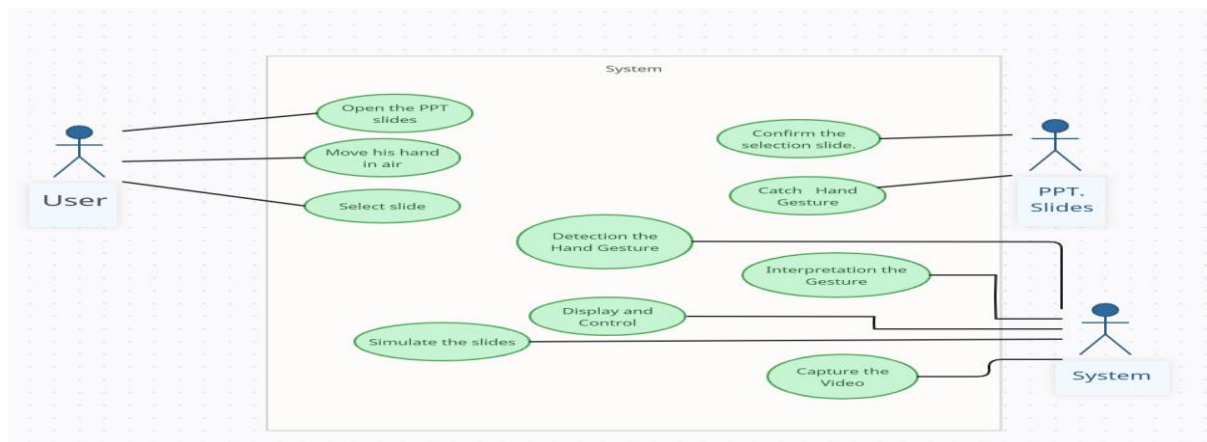 System
Open the PPT
slides
Move his hand
in air
Select slide
User
Confirm the
selection slide.
Catch Hand
Gesture
PPT.
Slides
Detection the
Hand Gesture
Interpretation the
Gesture
Display and
Control
Simulate the slides
Capture the
Video
System